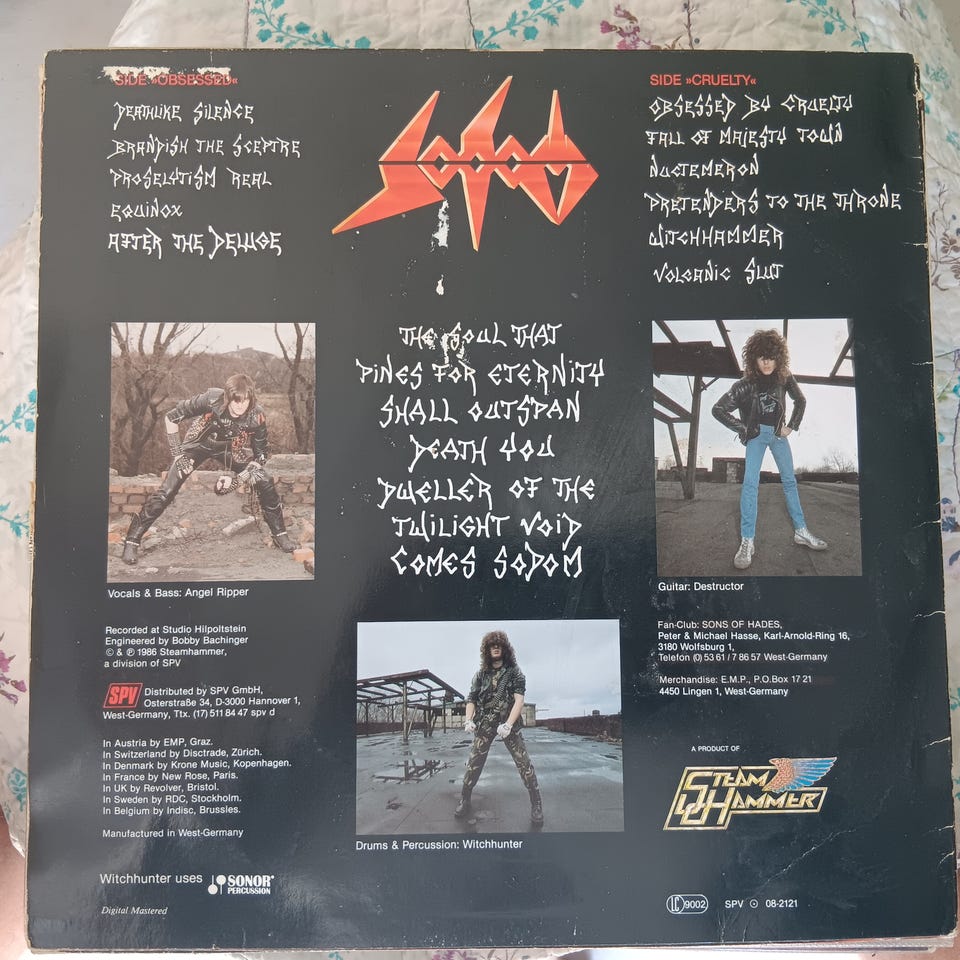 SIDE »OBSESSED«
DEATHLIKE SILENCE
BRANDISH THE SCEPTRE
PROSELYTISM REAL
EQUINOX
AFTER THE DELUGE
SODOM
SIDE »CRUELTY«
OBSESSED BY CRUELTY
FALL OF MAJESTY TOWN
NUCTEMERON
PRETENDERS TO THE THRONE
WITCHHAMMER
VOLCANIC SLUT
THE SOUL THAT
PINES FOR ETERNITY
SHALL OUTSPAN
DEATH YOU
DWELLER OF THE
TWILIGHT VOID
COMES SODOM
Vocals & Bass: Angel Ripper
Guitar: Destructor
Recorded at Studio Hilpoltstein
Engineered by Bobby Bachinger
© & ℗ 1986 Steamhammer,
a division of SPV
SPV Distributed by SPV GmbH,
Osterstraße 34, D-3000 Hannover 1,
West-Germany, Ttx. (17) 511 84 47 spv d
In Austria by EMP, Graz.
In Switzerland by Disctrade, Zürich.
In Denmark by Krone Music, Kopenhagen.
In France by New Rose, Paris.
In UK by Revolver, Bristol.
In Sweden by RDC, Stockholm.
In Belgium by Indisc, Brussles.
Manufactured in West-Germany
Witchhunter uses SONOR®
PERCUSSION
Digital Mastered
Drums & Percussion: Witchhunter
Fan-Club: SONS OF HADES,
Peter & Michael Hasse, Karl-Arnold-Ring 16,
3180 Wolfsburg 1,
Telefon (0) 53 61 / 7 86 57 West-Germany
Merchandise: E.M.P., P.O.Box 17 21
4450 Lingen 1, West-Germany
A PRODUCT OF
STEAM
HAMMER
LC 9002 SPV 08-2121